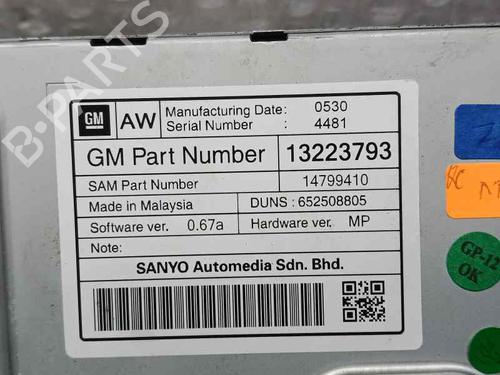 B-PARTS
GM
AW
Manufacturing Date: 0530
Serial Number : 4481
GM Part Number 13223793
SAM Part Number 14799410
Made in Malaysia DUNS : 652508805
Software ver. 0.67a Hardware ver. MP
Note:
SANYO Automedia Sdn. Bhd.
GP-12
OK